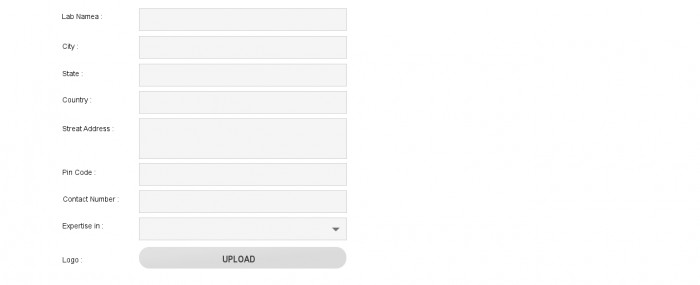 Lab Namea :
City :
State :
Country :
Streat Address :
Pin Code :
Contact Number :
Expertise in :
Logo : UPLOAD